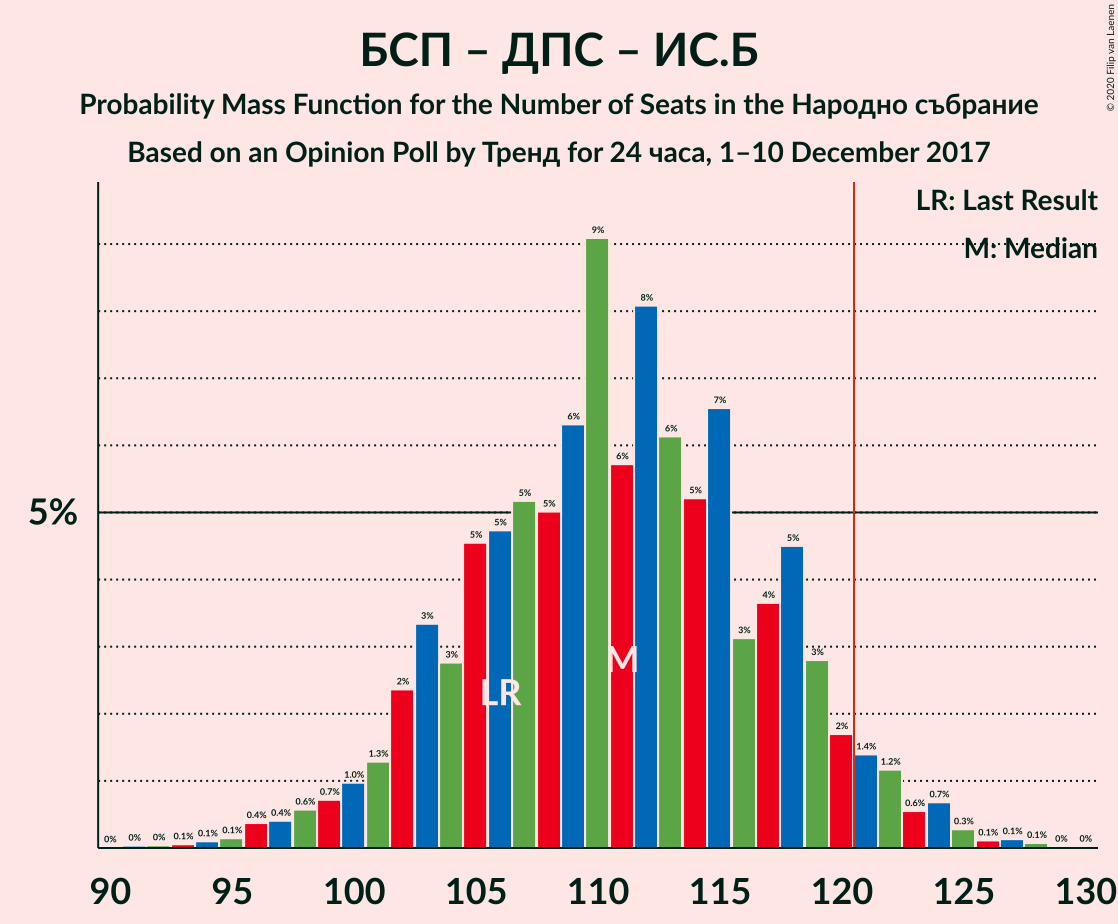 БСП – ДПС – ИС.Б
Probability Mass Function for the Number of Seats in the Народно събрание
Based on an Opinion Poll by Тренд for 24 часа, 1–10 December 2017
© 2020 Filip van Laenen
LR: Last Result
M: Median
5%
0% 0% 0% 0.1% 0.1% 0.1% 0.4% 0.4% 0.6% 0.7% 1.0% 1.3% 2% 3% 3% 5% 5% 5% 5% 6% 9% 6% 8% 6% 5% 7% 3% 4% 5% 3% 2% 1.4% 1.2% 0.6% 0.7% 0.3% 0.1% 0.1% 0.1% 0% 0%
M
LR
90 95 100 105 110 115 120 125 130